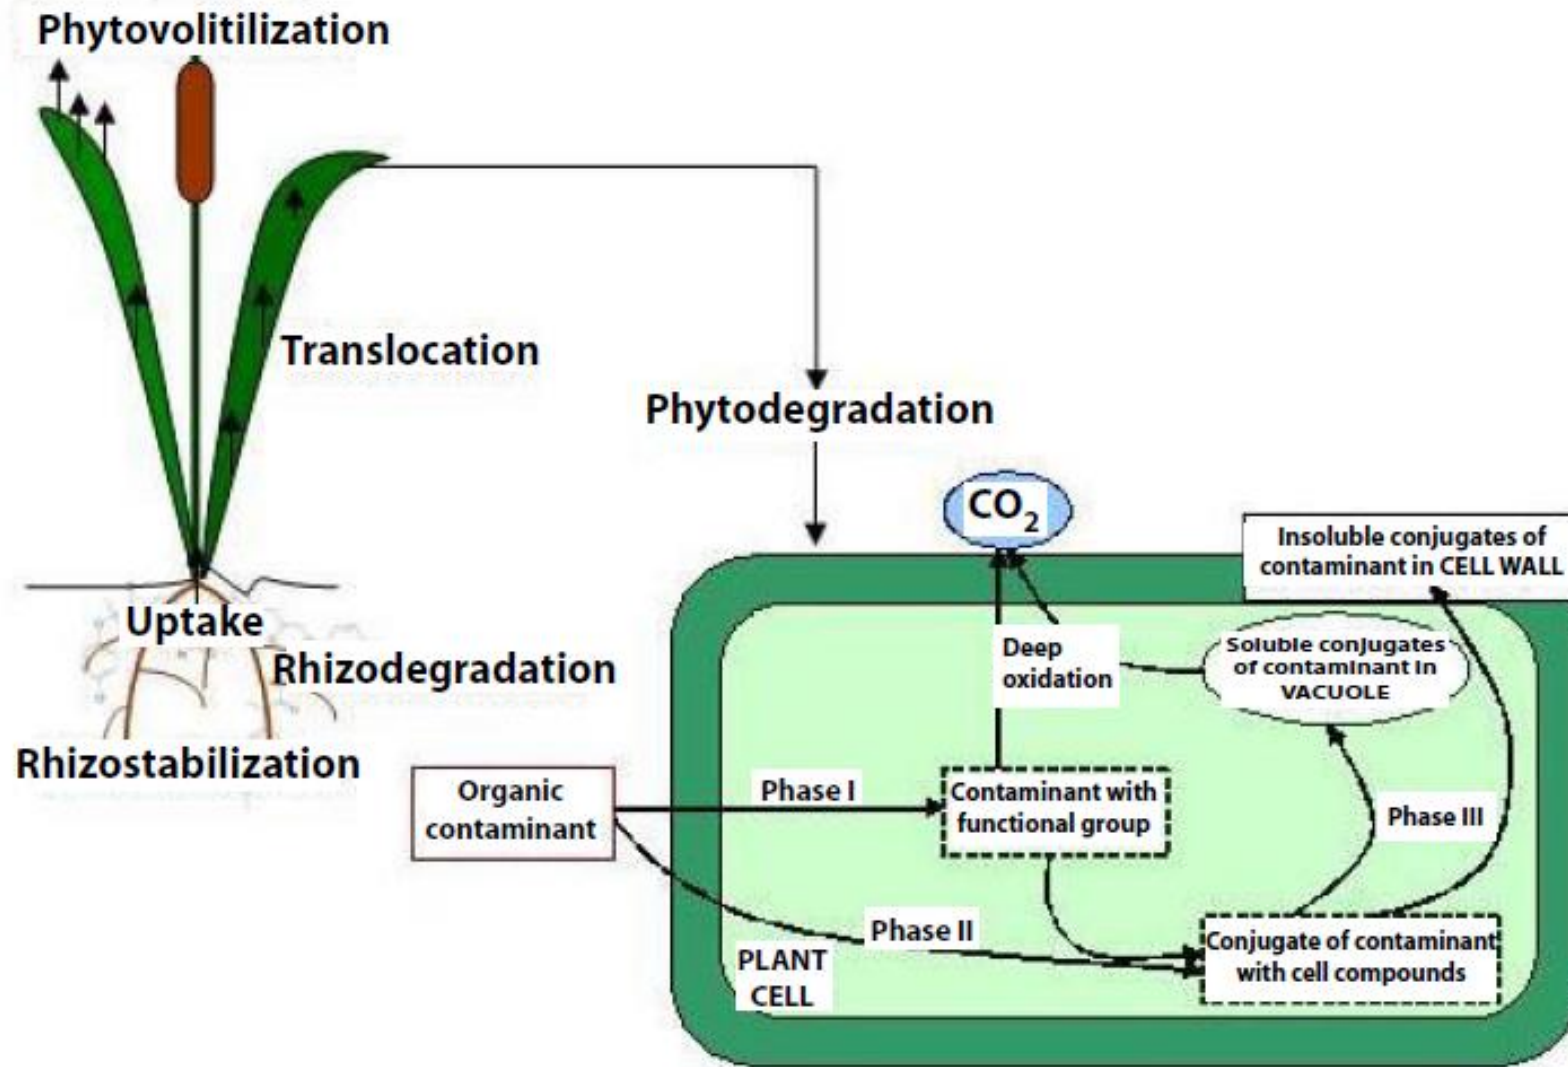 Phytovolitilization
Translocation
Phytodegradation
CO₂
Insoluble conjugates of
contaminant in CELL WALL
Uptake
Rhizodegradation
Rhizostabilization
Deep
oxidation
Soluble conjugates
of contaminant in
VACUOLE
Organic
contaminant
Phase I
Contaminant with
functional group
Phase III
Phase II
Conjugate of contaminant
with cell compounds
PLANT
CELL